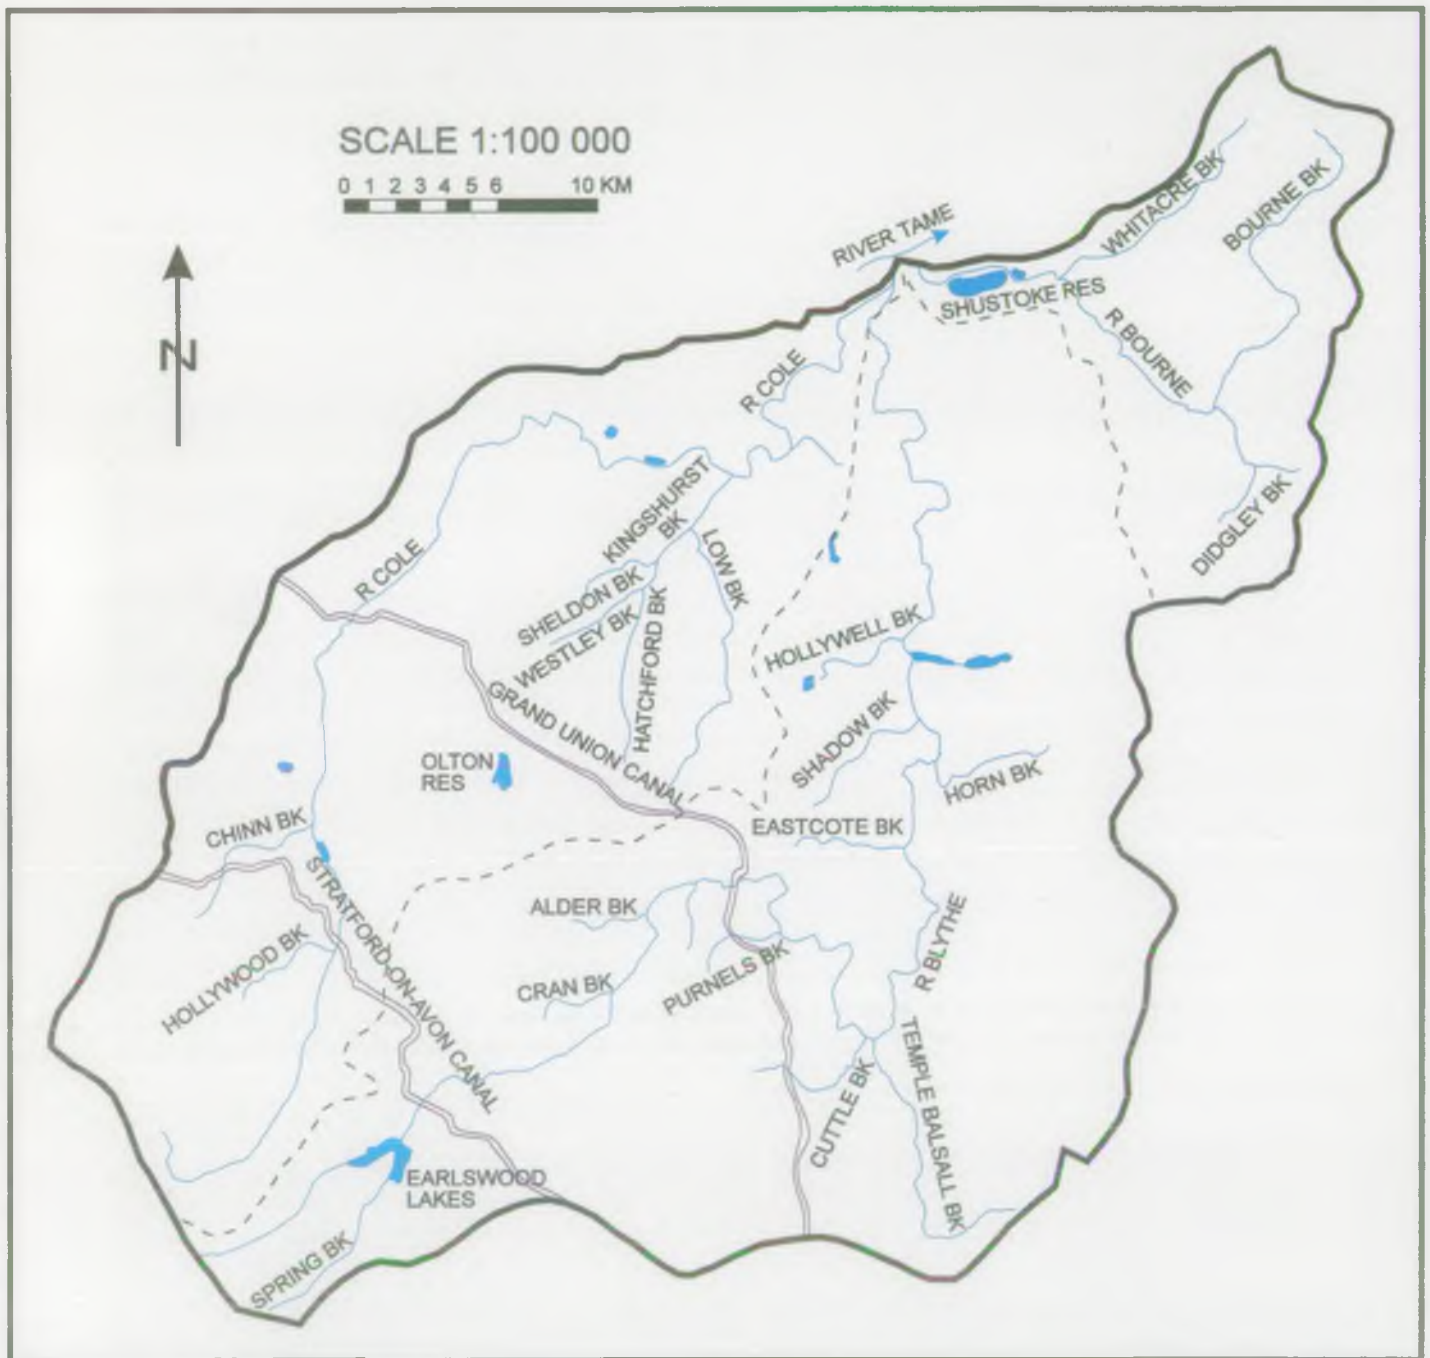 SCALE 1:100 000
0 1 2 3 4 5 6 10 KM
N
RIVER TAME
WHITACRE BK
BOURNE BK
SHUSTOKE RES
R BOURNE
R COLE
DIDGLEY BK
KINGSHURST
BK
LOW BK
R COLE
SHELDON BK
WESTLEY BK
HATCHFORD BK
HOLLYWELL BK
GRAND UNION CANAL
SHADOW BK
OLTON
RES
HORN BK
CHINN BK
EASTCOTE BK
STRATFORD-ON-AVON CANAL
ALDER BK
R BLYTHE
HOLLYWOOD BK
CRAN BK
PURNELS BK
TEMPLE BALSALL BK
CUTTLE BK
EARLSWOOD
LAKES
SPRING BK